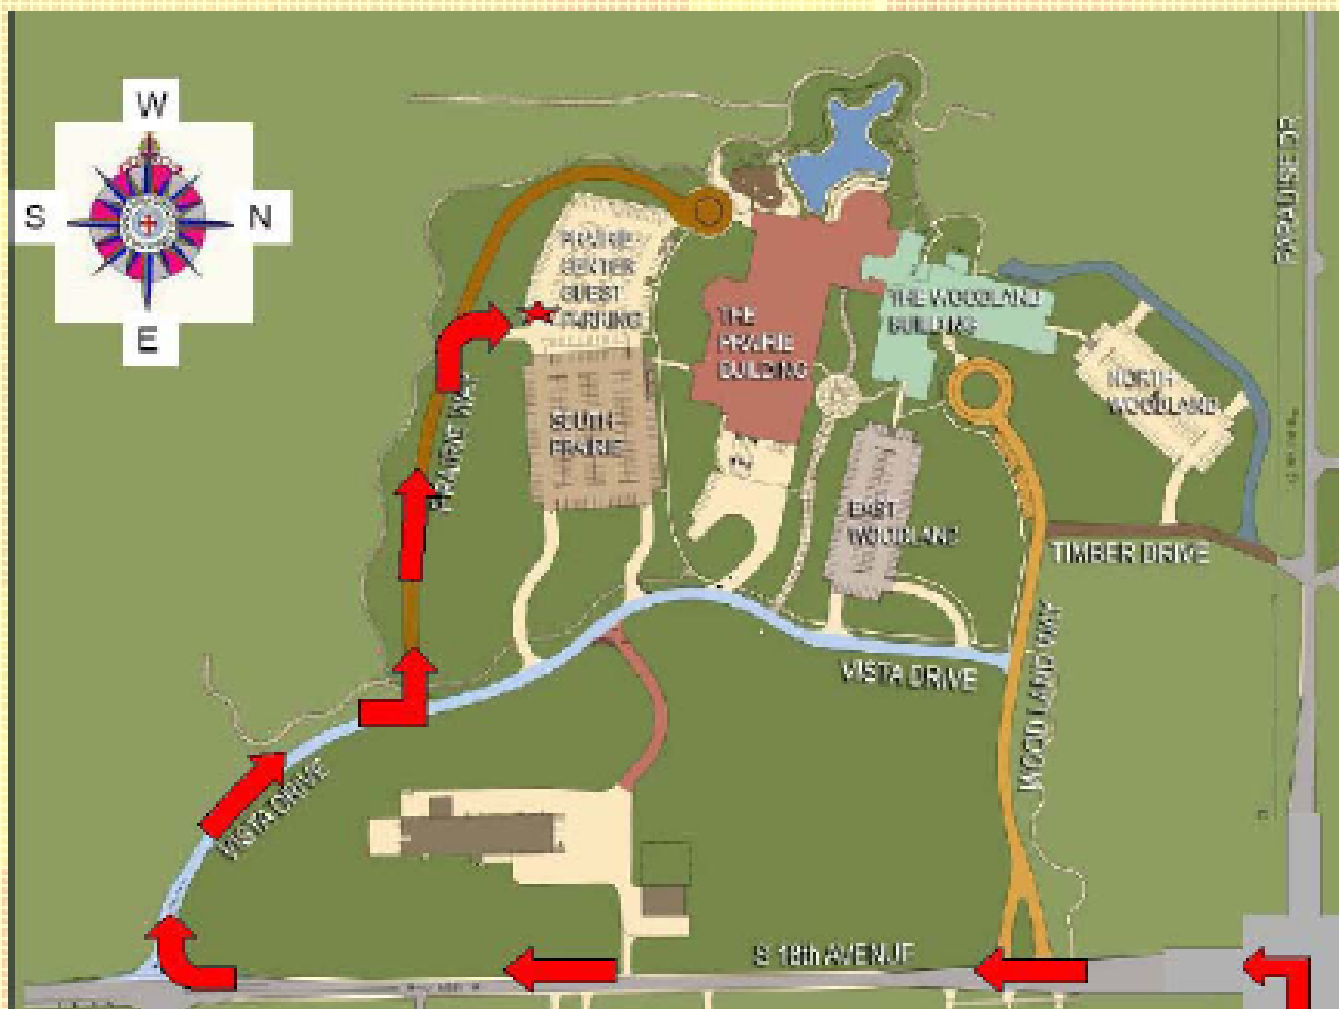 W
S
N
E
PARADISE DR
PRAIRIE
CENTER
GUEST
PARKING
THE WOODLAND
BUILDING
THE
PRAIRIE
BUILDING
NORTH
WOODLAND
PRAIRIE WAY
SOUTH
PRAIRIE
EAST
WOODLAND
TIMBER DRIVE
VISTA DRIVE
WOODLAND WAY
VISTA DRIVE
S 18th AVENUE